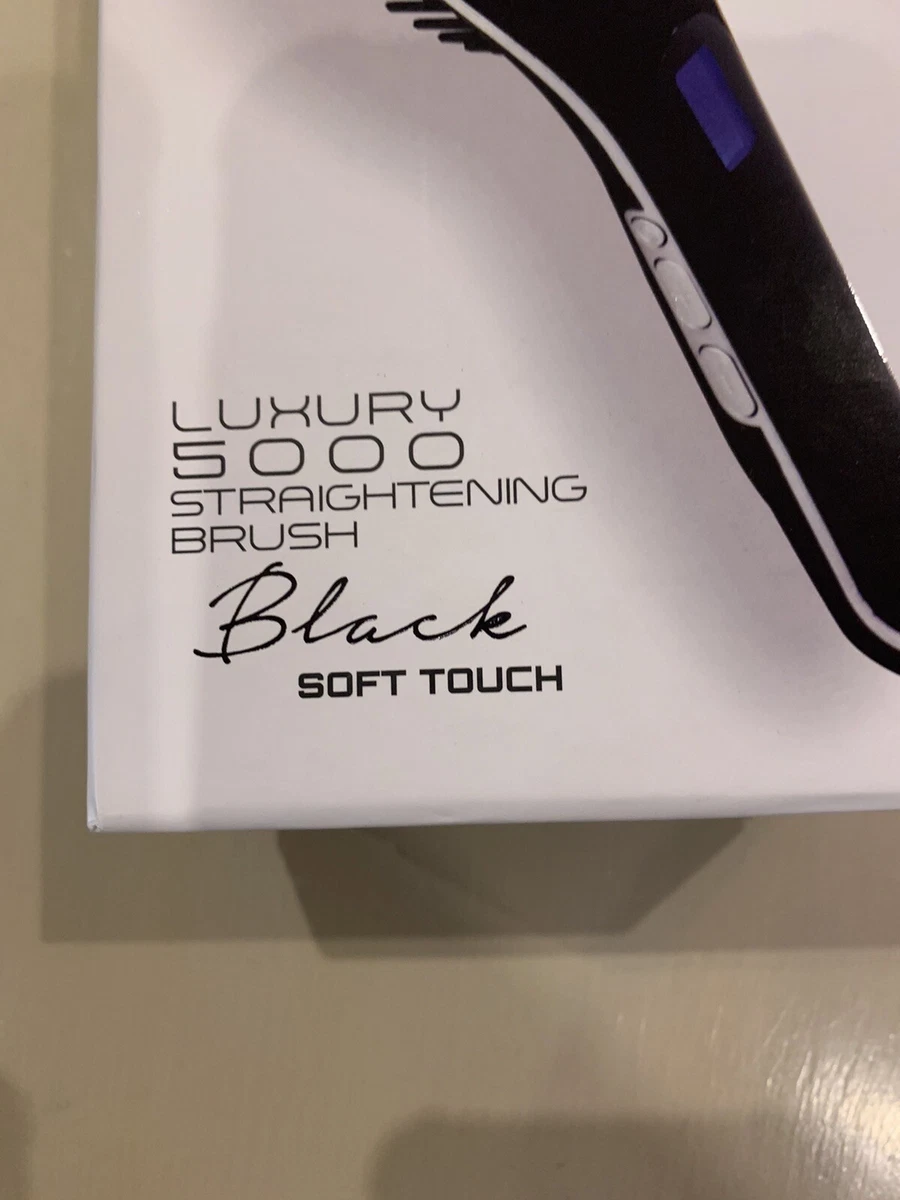 LUXURY
5000
STRAIGHTENING
BRUSH
Black
SOFT TOUCH